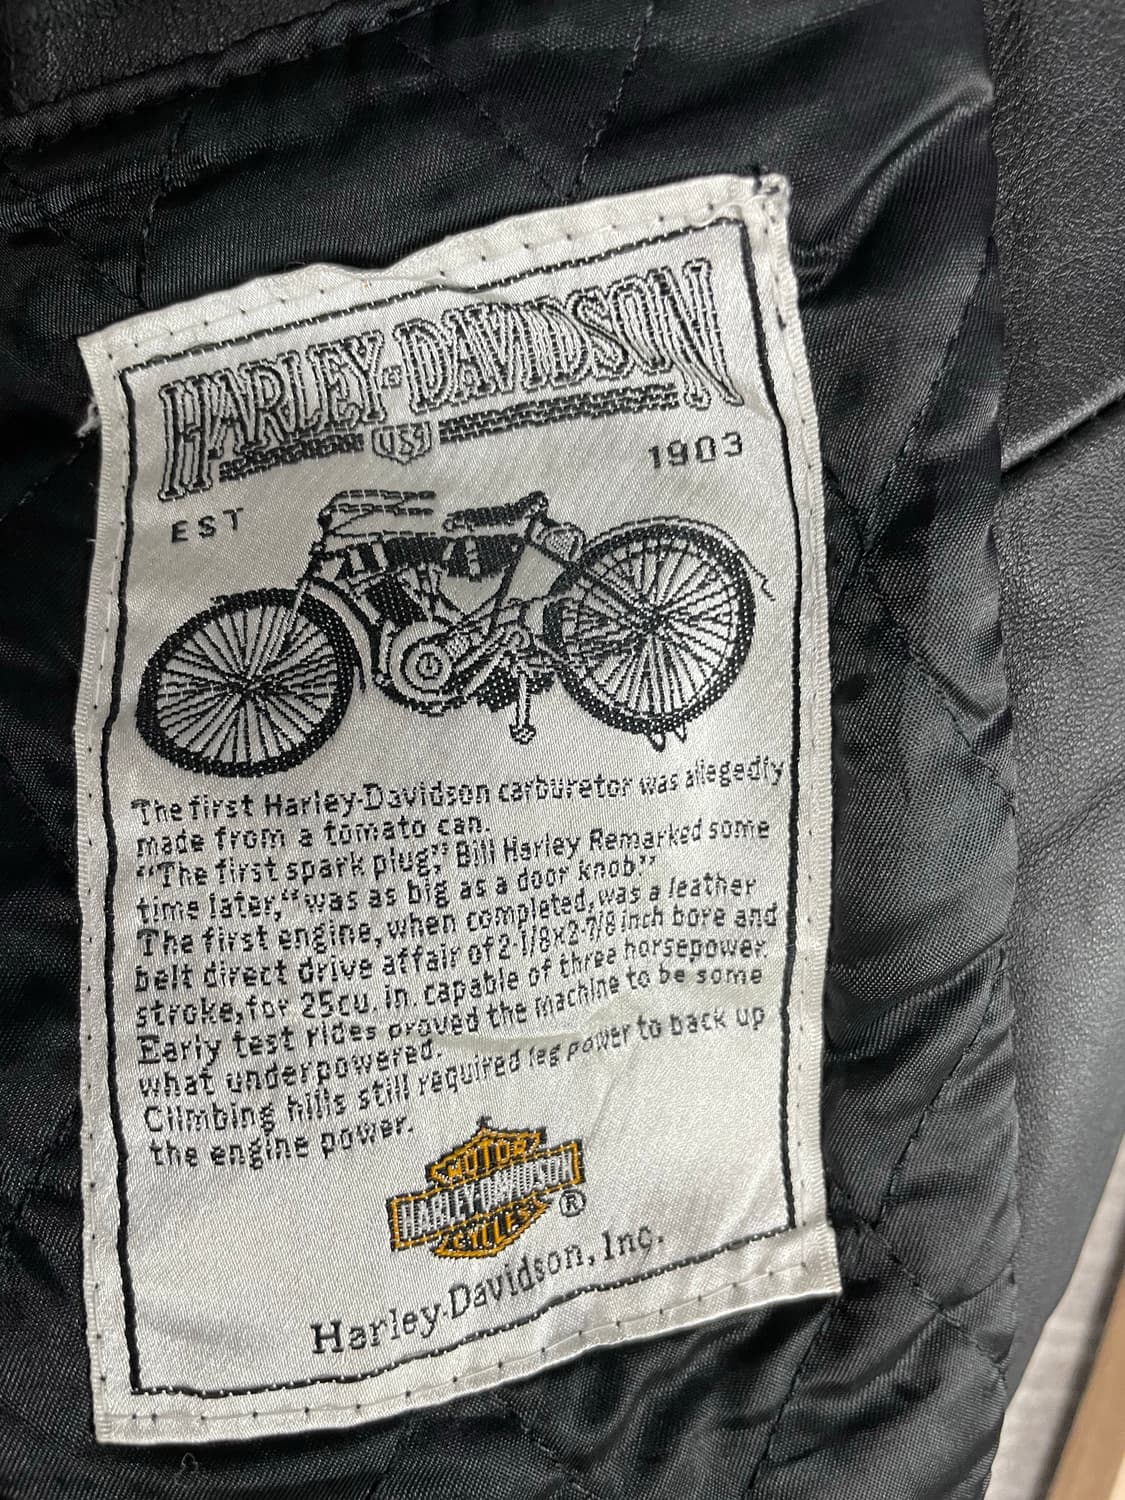 HARLEY-DAVIDSON
USA
EST 1903
The first Harley-Davidson carburetor was allegedly
made from a tomato can.
“The first spark plug,” Bill Harley Remarked some
time later,“was as big as a door knob”
The first engine, when completed, was a leather
belt direct drive affair of 2-1/8x2-7/8 inch bore and
stroke, for 25cu. in. capable of three horsepower.
Early test rides proved the machine to be some
what underpowered.
Climbing hills still required leg power to back up
the engine power.
MOTOR
HARLEY-DAVIDSON
CYCLES ®
Harley-Davidson, Inc.